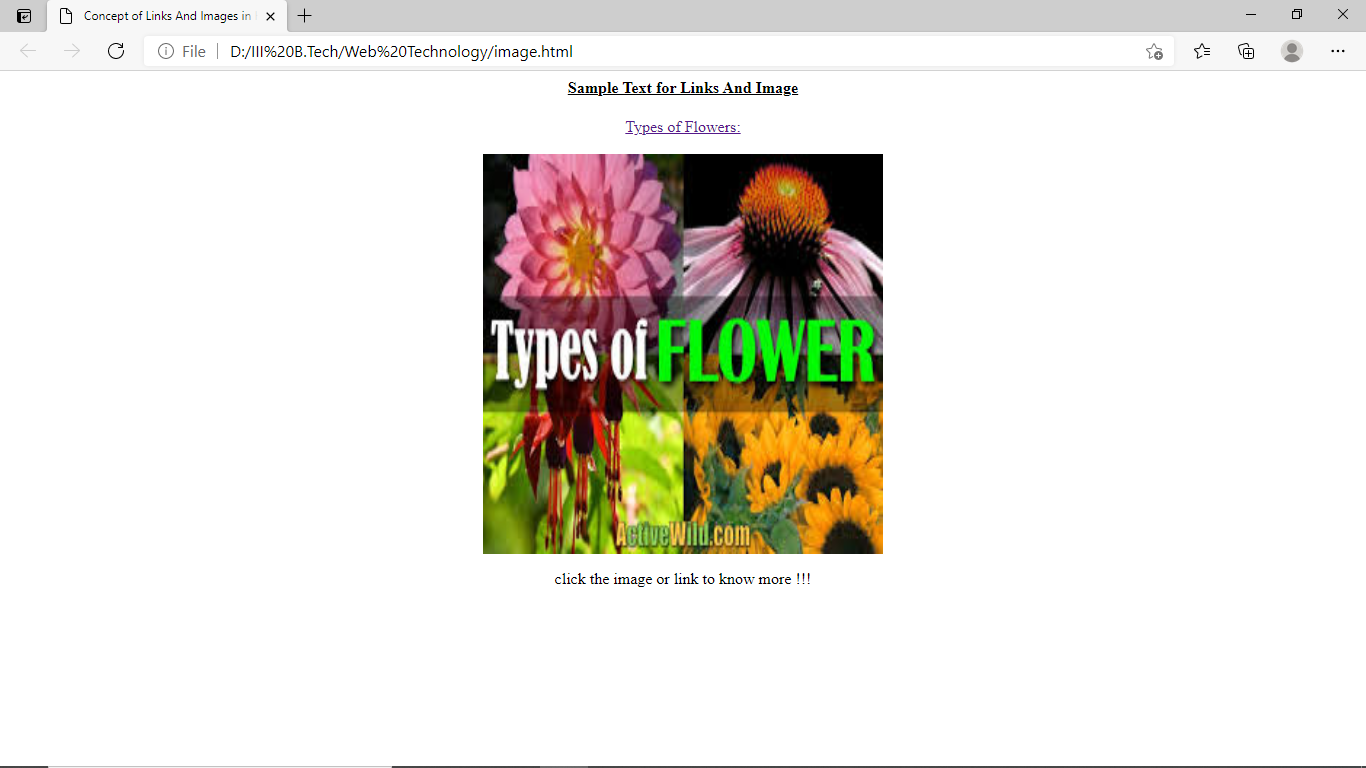 Concept of Links And Images in
File
D:/III%20B.Tech/Web%20Technology/image.html
Sample Text for Links And Image
Types of Flowers:
Types of FLOWER
ActiveWild.com
click the image or link to know more !!!